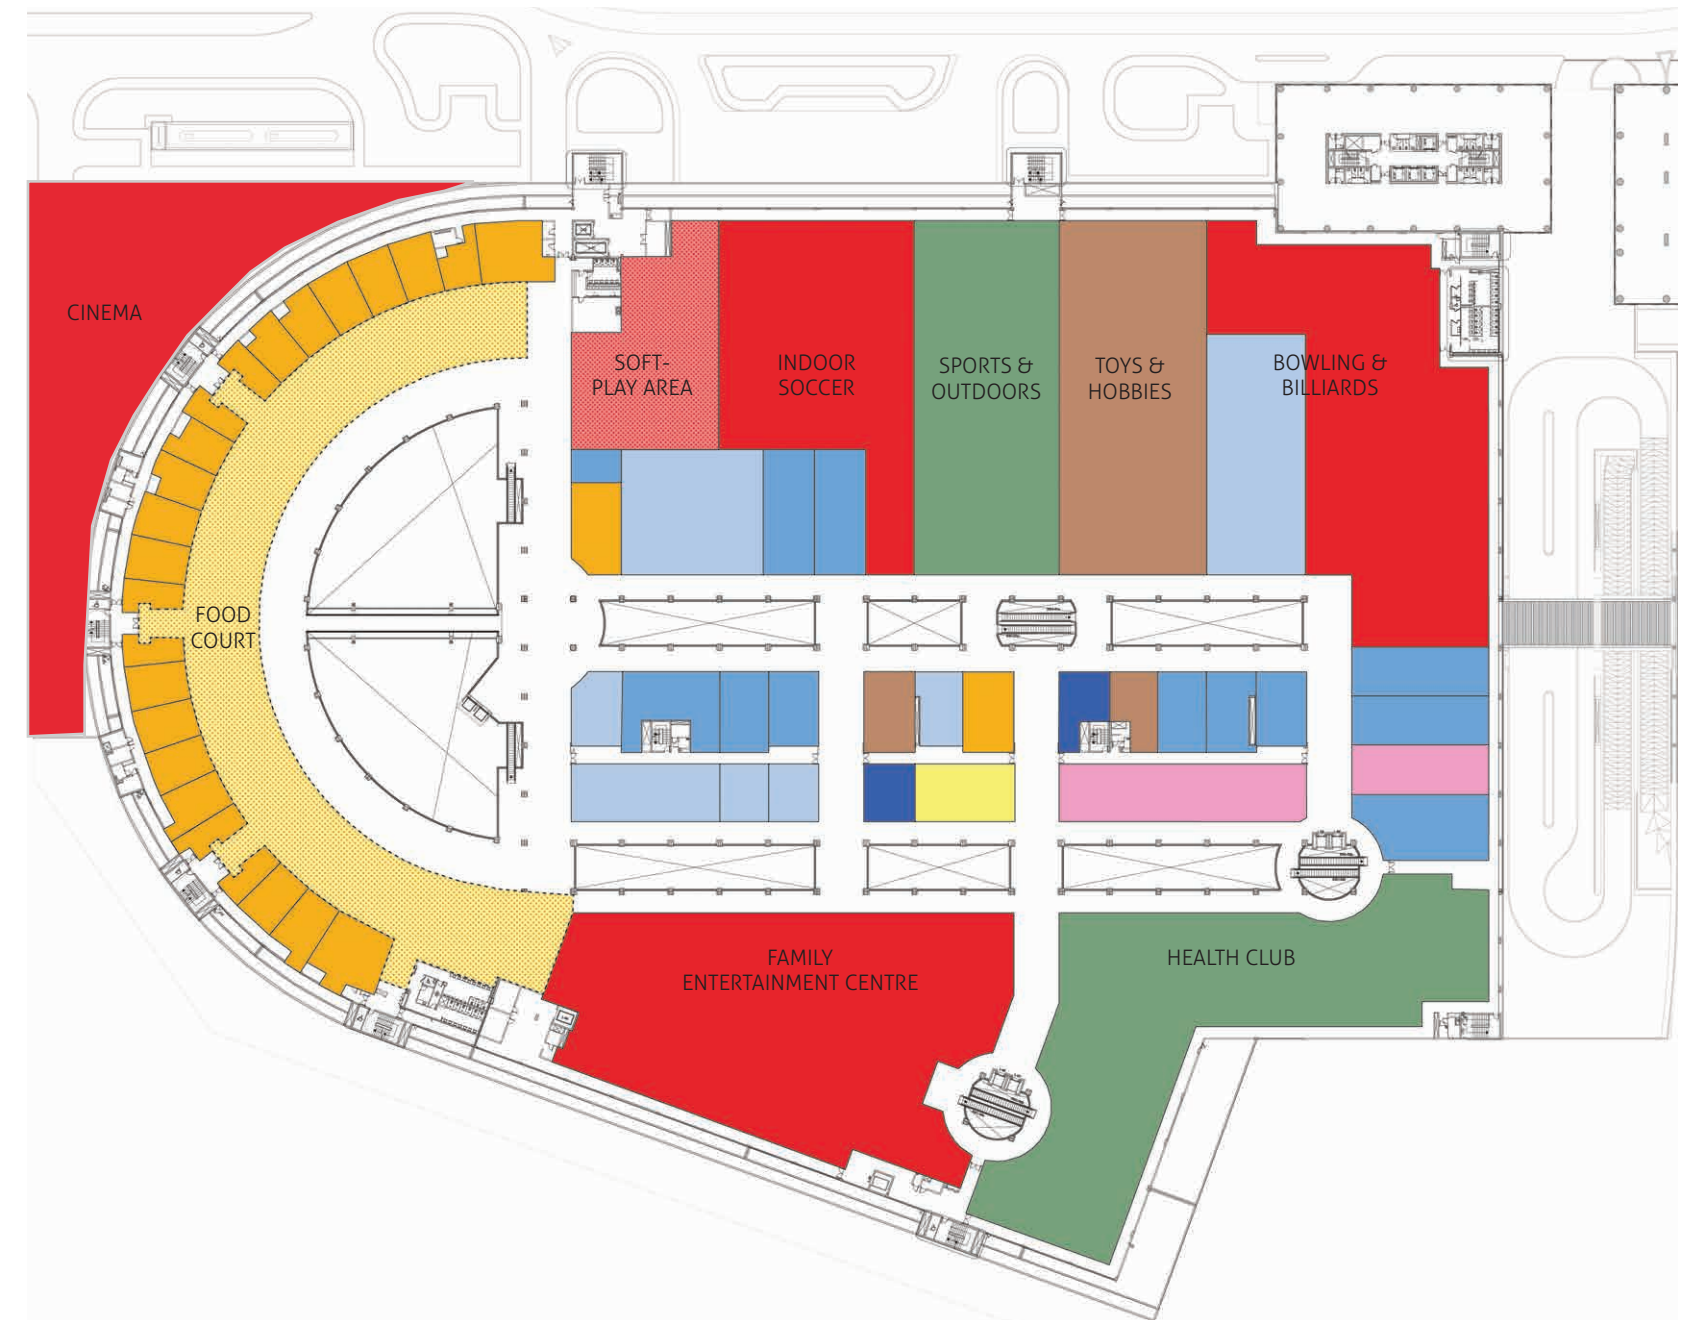 CINEMA
SOFT-
PLAY AREA
INDOOR
SOCCER
SPORTS &
OUTDOORS
TOYS &
HOBBIES
BOWLING &
BILLIARDS
FOOD
COURT
FAMILY
ENTERTAINMENT CENTRE
HEALTH CLUB